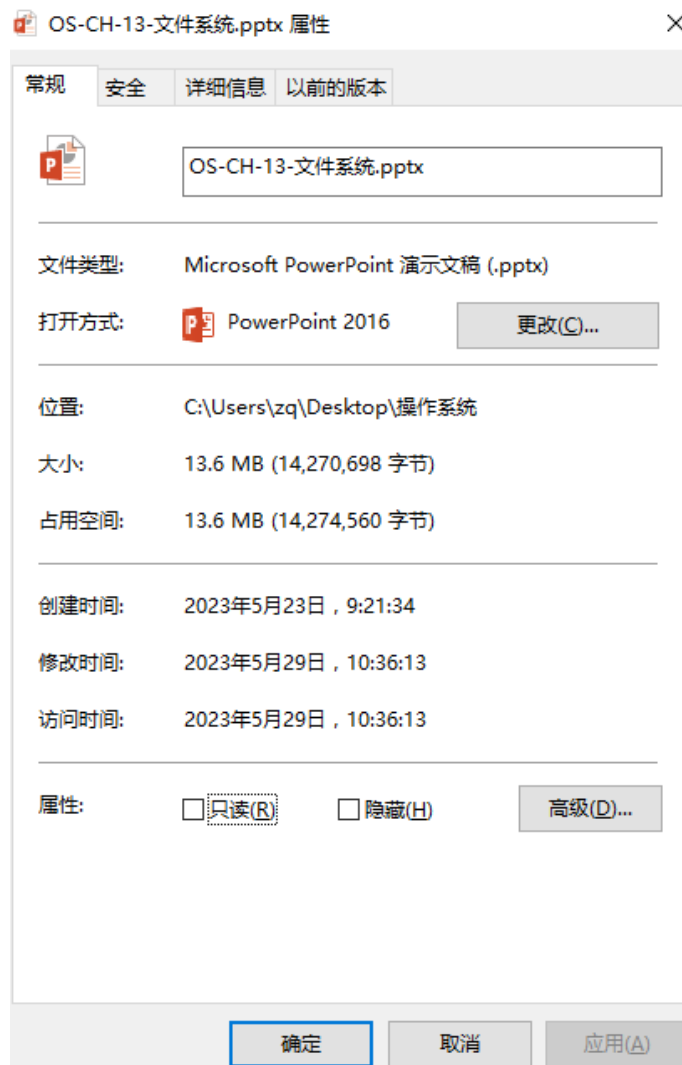 OS-CH-13-文件系统.pptx 属性
常规 安全 详细信息 以前的版本
OS-CH-13-文件系统.pptx
文件类型: Microsoft PowerPoint 演示文稿 (.pptx)
打开方式: PowerPoint 2016 更改(C)...
位置: C:\Users\zq\Desktop\操作系统
大小: 13.6 MB (14,270,698 字节)
占用空间: 13.6 MB (14,274,560 字节)
创建时间: 2023年5月23日，9:21:34
修改时间: 2023年5月29日，10:36:13
访问时间: 2023年5月29日，10:36:13
属性: 只读(R) 隐藏(H) 高级(D)...
确定 取消 应用(A)